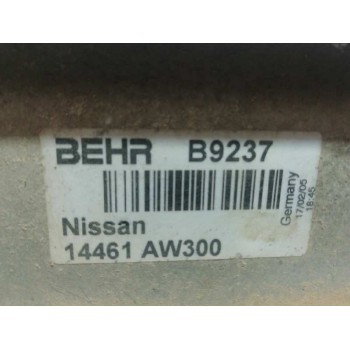 BEHR B9237
Nissan
14461 AW300
Germany
17/02/05
18:45